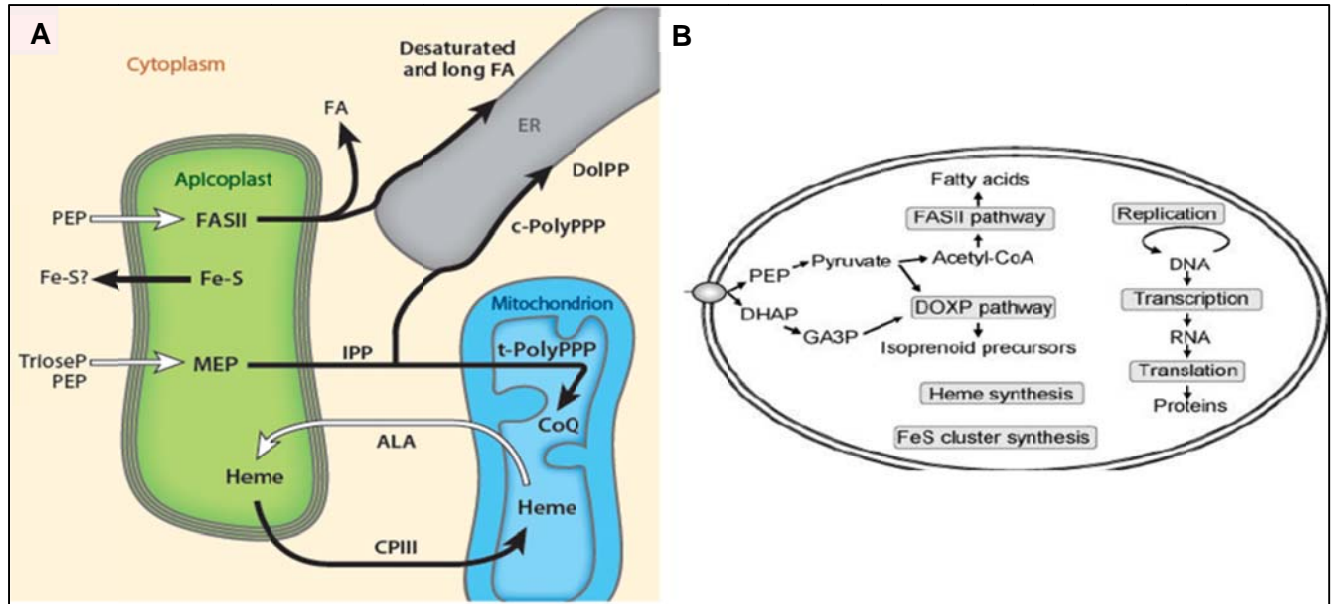 A
Cytoplasm
Desaturated
and long FA
FA
ER
Apicoplast
DolPP
PEP
FASII
c-PolyPPP
Fe-S?
Fe-S
Mitochondrion
TrioseP
PEP
MEP
IPP
t-PolyPPP
CoQ
ALA
Heme
Heme
CPIII
B
Fatty acids
FASII pathway
Replication
PEP
Pyruvate
Acetyl-CoA
DNA
DHAP
DOXP pathway
Transcription
GA3P
RNA
Isoprenoid precursors
Translation
Heme synthesis
Proteins
FeS cluster synthesis